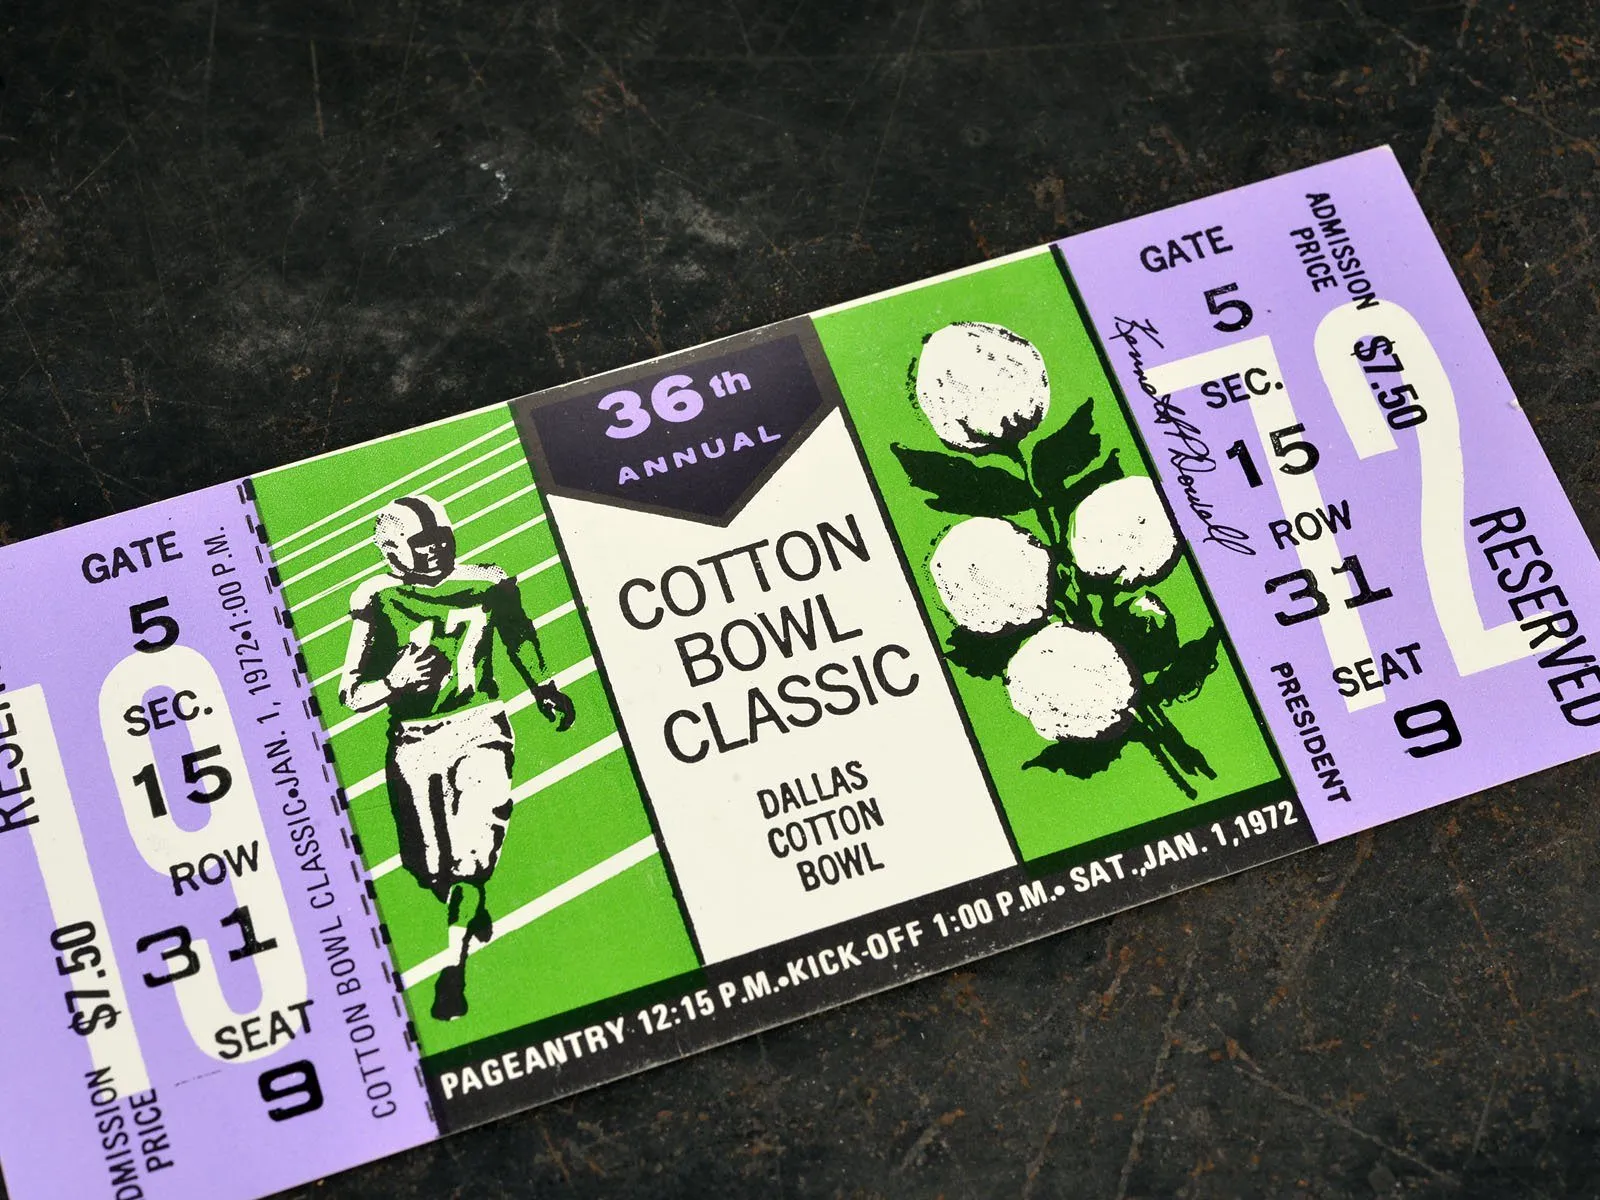 GATE
5
SEC.
15
ROW
31
SEAT
9
19
$7.50
PRICE
COTTON BOWL CLASSIC•JAN. 1, 1972•1:00 P.M.
17
36th
ANNUAL
COTTON
BOWL
CLASSIC
DALLAS
COTTON
BOWL
PAGEANTRY 12:15 P.M.•KICK-OFF 1:00 P.M.•SAT.,JAN. 1,1972
GATE
5
SEC.
15
ROW
31
SEAT
9
72
ADMISSION
PRICE
$7.50
RESERVED
PRESIDENT